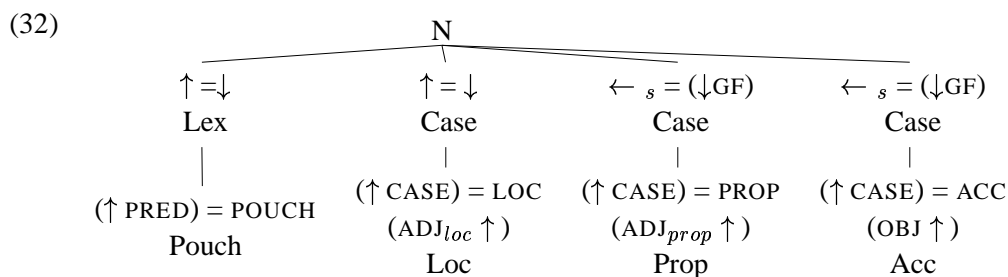 (32)
N
↑ =↓ ↑ = ↓ ← s = (↓GF) ← s = (↓GF)
Lex Case Case Case
(↑ PRED) = POUCH (↑ CASE) = LOC (↑ CASE) = PROP (↑ CASE) = ACC
Pouch (ADJloc ↑) (ADJprop ↑) (OBJ ↑)
Loc Prop Acc